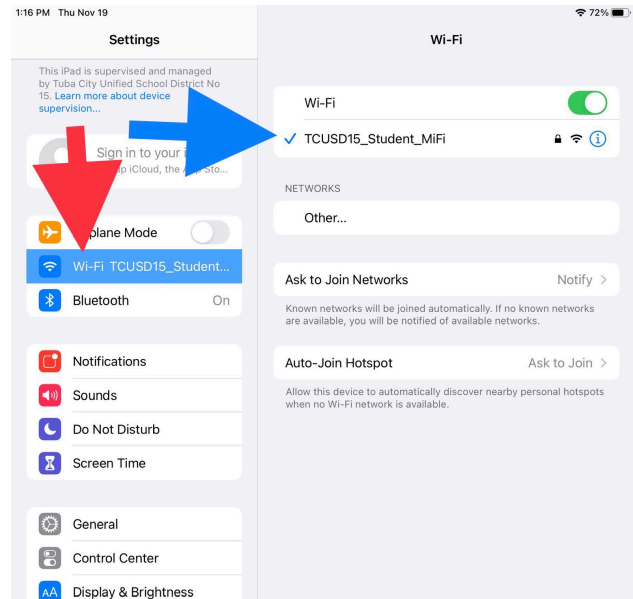 1:16 PM Thu Nov 19
72%
Settings
This iPad is supervised and managed
by Tuba City Unified School District No
15. Learn more about device
supervision...
Sign in to your i
iCloud, the Sto...
plane Mode
Wi-Fi TCUSD15_Student...
Bluetooth On
Notifications
Sounds
Do Not Disturb
Screen Time
General
Control Center
AA Display & Brightness
Wi-Fi
Wi-Fi
TCUSD15_Student_MiFi
NETWORKS
Other...
Ask to Join Networks Notify >
Known networks will be joined automatically. If no known networks
are available, you will be notified of available networks.
Auto-Join Hotspot Ask to Join >
Allow this device to automatically discover nearby personal hotspots
when no Wi-Fi network is available.